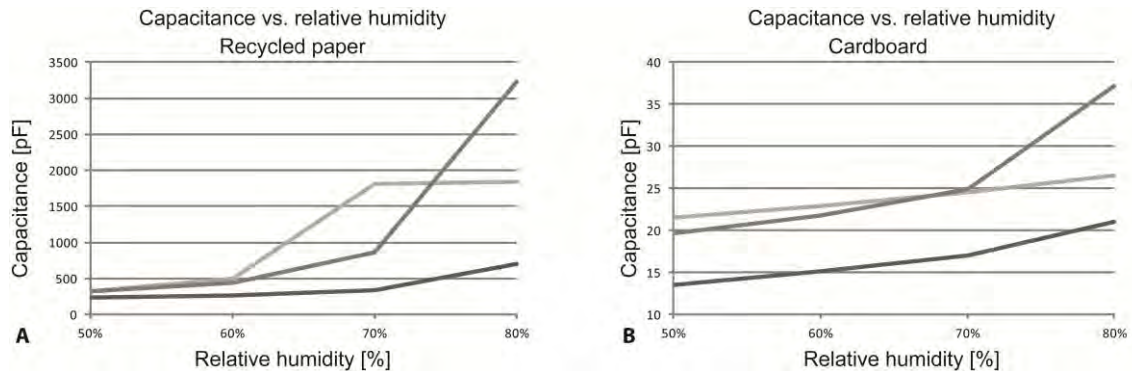 Capacitance vs. relative humidity
Recycled paper
3500
3000
2500
2000
1500
1000
500
0
Capacitance [pF]
50%
60%
70%
80%
A
Relative humidity [%]
Capacitance vs. relative humidity
Cardboard
40
35
30
25
20
15
10
Capacitance [pF]
50%
60%
70%
80%
B
Relative humidity [%]